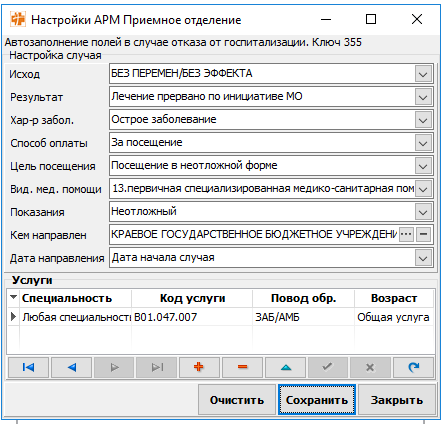 Настройки АРМ Приемное отделение
Автозаполнение полей в случае отказа от госпитализации. Ключ 355
Настройка случая
Исход БЕЗ ПЕРЕМЕН/БЕЗ ЭФФЕКТА
Результат Лечение прервано по инициативе МО
Хар-р забол. Острое заболевание
Способ оплаты За посещение
Цель посещения Посещение в неотложной форме
Вид. мед. помощи 13.первичная специализированная медико-санитарная пом
Показания Неотложный
Кем направлен КРАЕВОЕ ГОСУДАРСТВЕННОЕ БЮДЖЕТНОЕ УЧРЕЖДЕНИ
Дата направления Дата начала случая
Услуги
Специальность Код услуги Повод обр. Возраст
Любая специальность B01.047.007 ЗАБ/АМБ Общая услуга
Очистить Сохранить Закрыть